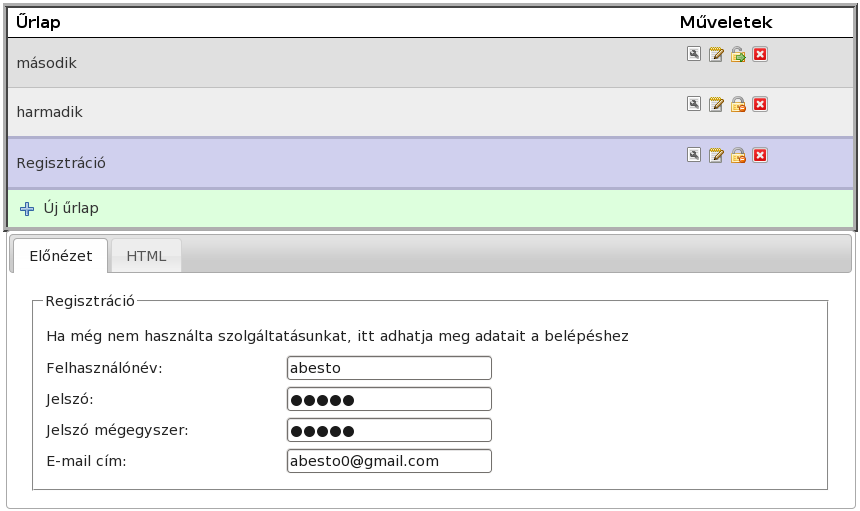 Űrlap Műveletek
második
harmadik
Regisztráció
Új űrlap
Előnézet HTML
Regisztráció
Ha még nem használta szolgáltatásunkat, itt adhatja meg adatait a belépéshez
Felhasználónév: abesto
Jelszó: ●●●●●
Jelszó mégegyszer: ●●●●●
E-mail cím: abesto0@gmail.com